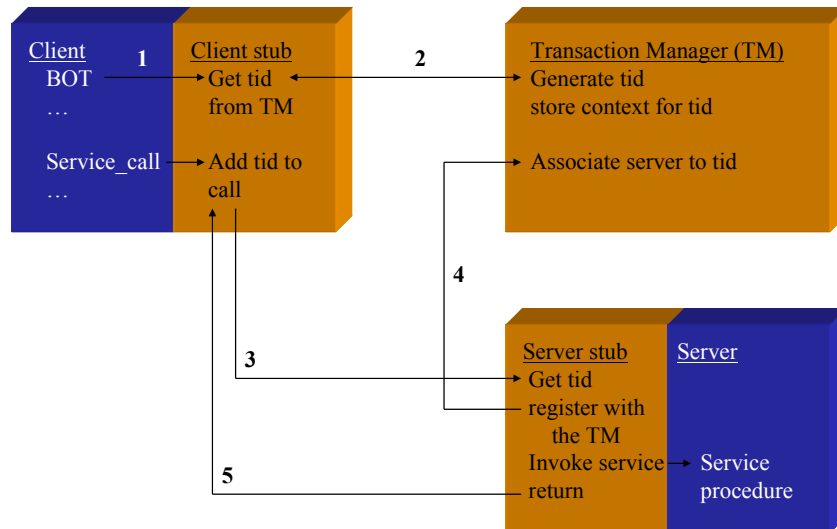 Client
BOT
…
Service_call
…
1
Client stub
Get tid
from TM
Add tid to
call
2
Transaction Manager (TM)
Generate tid
store context for tid
Associate server to tid
3
4
5
Server stub
Get tid
register with
the TM
Invoke service
return
Server
Service
procedure